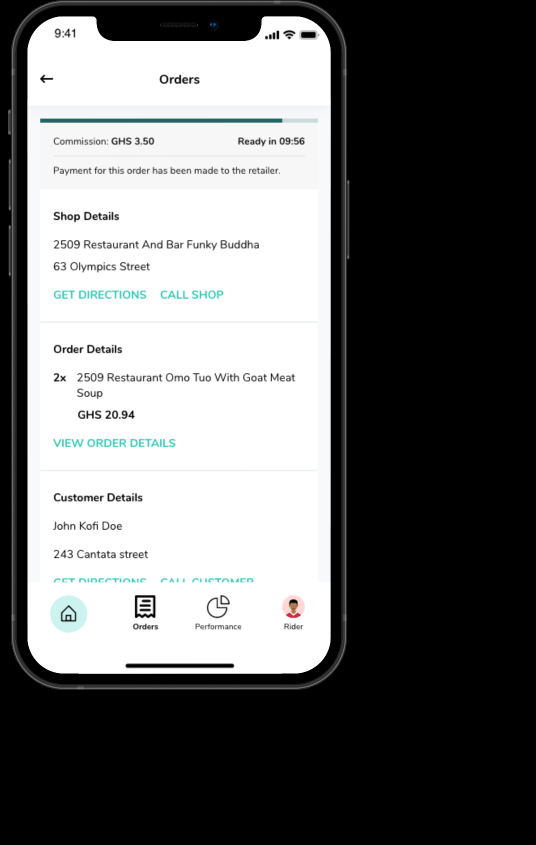 9:41
Orders
Commission: GHS 3.50 Ready in 09:56
Payment for this order has been made to the retailer.
Shop Details
2509 Restaurant And Bar Funky Buddha
63 Olympics Street
GET DIRECTIONS CALL SHOP
Order Details
2x 2509 Restaurant Omo Tuo With Goat Meat
Soup
GHS 20.94
VIEW ORDER DETAILS
Customer Details
John Kofi Doe
243 Cantata street
GET DIRECTIONS CALL CUSTOMER
Orders Performance Rider